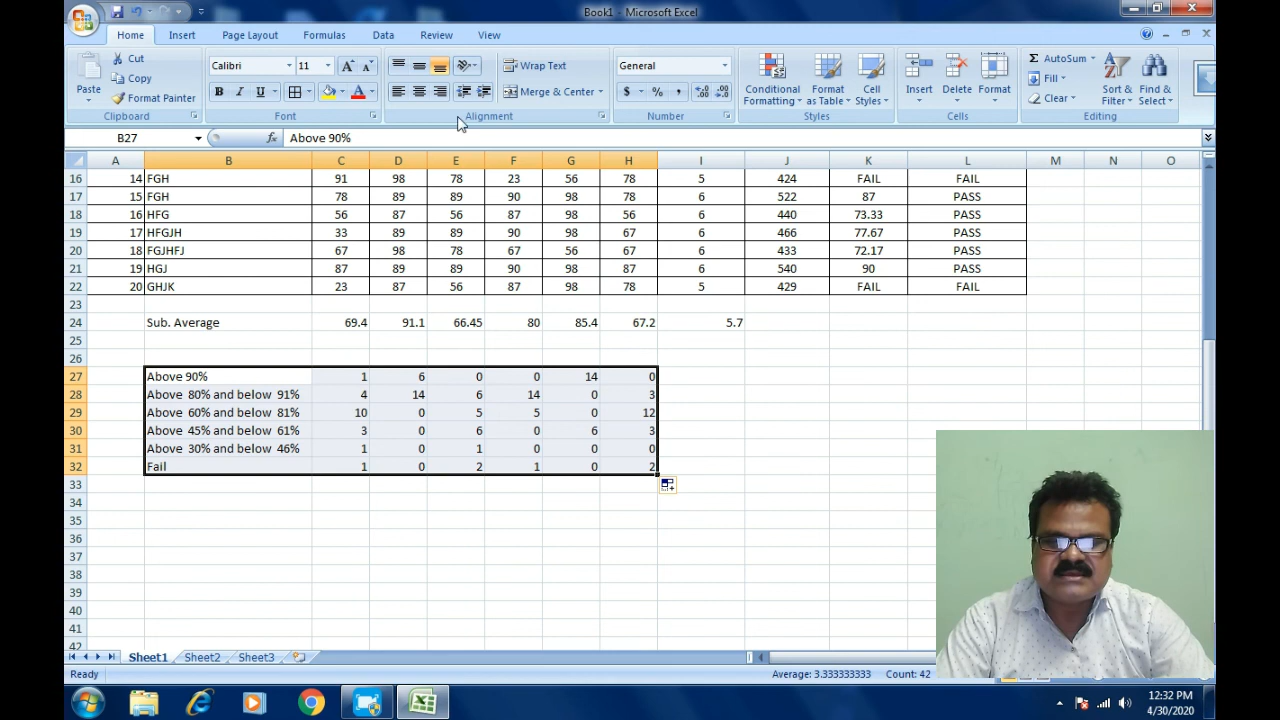 Book1 - Microsoft Excel
Home Insert Page Layout Formulas Data Review View
Paste
Cut
Copy
Format Painter
Clipboard
Calibri 11
B I U
Font
Wrap Text
Merge & Center
Alignment
General
$ % ,
Number
Conditional Formatting
Format as Table
Cell Styles
Styles
Insert Delete Format
Cells
AutoSum
Fill
Clear
Sort & Filter
Find & Select
Editing
B27 fx Above 90%
A B C D E F G H I J K L M N O
16 14 FGH 91 98 78 23 56 78 5 424 FAIL FAIL
17 15 FGH 78 89 89 90 98 78 6 522 87 PASS
18 16 HFG 56 87 56 87 98 56 6 440 73.33 PASS
19 17 HFGJH 33 89 89 90 98 67 6 466 77.67 PASS
20 18 FGJHFJ 67 98 78 67 56 67 6 433 72.17 PASS
21 19 HGJ 87 89 89 90 98 87 6 540 90 PASS
22 20 GHJK 23 87 56 87 98 78 5 429 FAIL FAIL
23
24 Sub. Average 69.4 91.1 66.45 80 85.4 67.2 5.7
25
26
27 Above 90% 1 6 0 0 14 0
28 Above 80% and below 91% 4 14 6 14 0 3
29 Above 60% and below 81% 10 0 5 5 0 12
30 Above 45% and below 61% 3 0 6 0 6 3
31 Above 30% and below 46% 1 0 1 0 0 0
32 Fail 1 0 2 1 0 2
33
34
35
36
37
38
39
40
41
42
Sheet1 Sheet2 Sheet3
Ready Average: 3.333333333 Count: 42
12:32 PM
4/30/2020